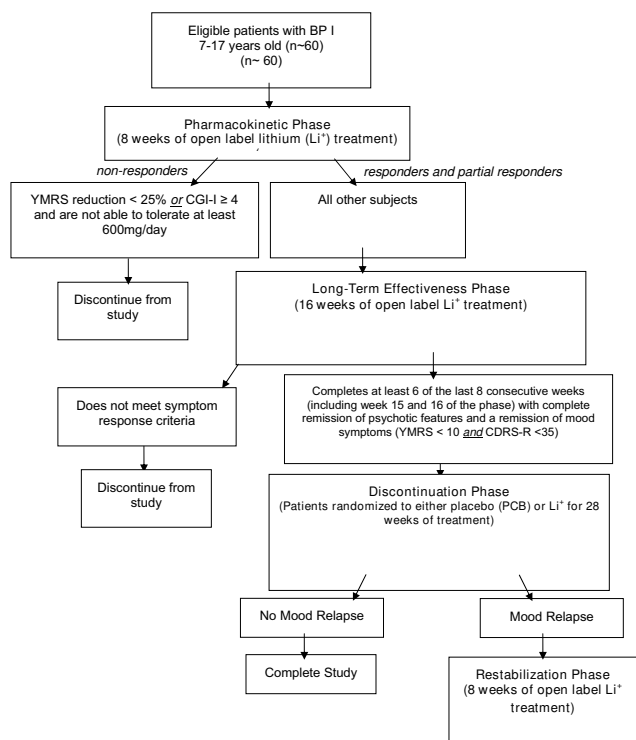 Eligible patients with BP I
7-17 years old (n~60)
(n~ 60)
Pharmacokinetic Phase
(8 weeks of open label lithium (Li⁺) treatment)
non-responders
responders and partial responders
YMRS reduction < 25% or CGI-I ≥ 4
and are not able to tolerate at least
600mg/day
All other subjects
Discontinue from
study
Long-Term Effectiveness Phase
(16 weeks of open label Li⁺ treatment)
Does not meet symptom
response criteria
Completes at least 6 of the last 8 consecutive weeks
(including week 15 and 16 of the phase) with complete
remission of psychotic features and a remission of mood
symptoms (YMRS < 10 and CDRS-R <35)
Discontinue from
study
Discontinuation Phase
(Patients randomized to either placebo (PCB) or Li⁺ for 28
weeks of treatment)
No Mood Relapse
Mood Relapse
Complete Study
Restabilization Phase
(8 weeks of open label Li⁺
treatment)